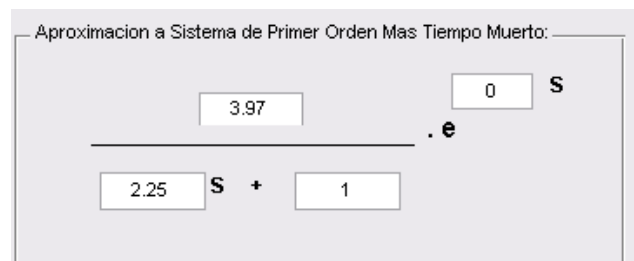 Aproximacion a Sistema de Primer Orden Mas Tiempo Muerto:
0 S
3.97
. e
2.25 S + 1